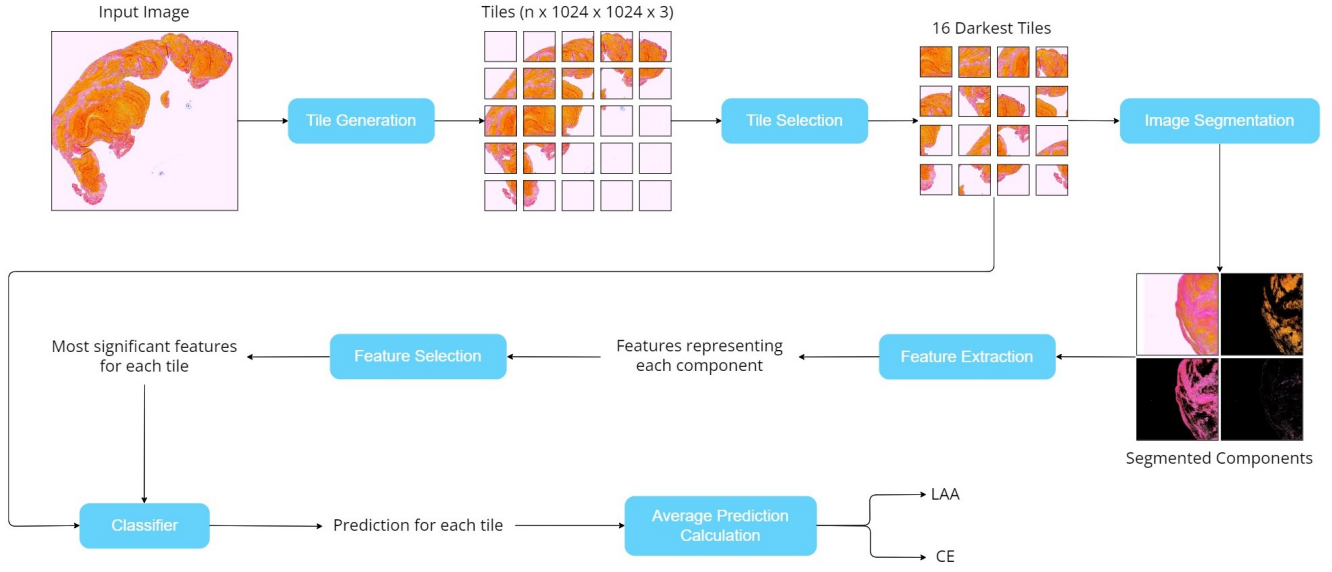 Input Image
Tiles (n x 1024 x 1024 x 3)
16 Darkest Tiles
Tile Generation
Tile Selection
Image Segmentation
Most significant features
for each tile
Feature Selection
Features representing
each component
Feature Extraction
Segmented Components
Classifier
Prediction for each tile
Average Prediction
Calculation
LAA
CE